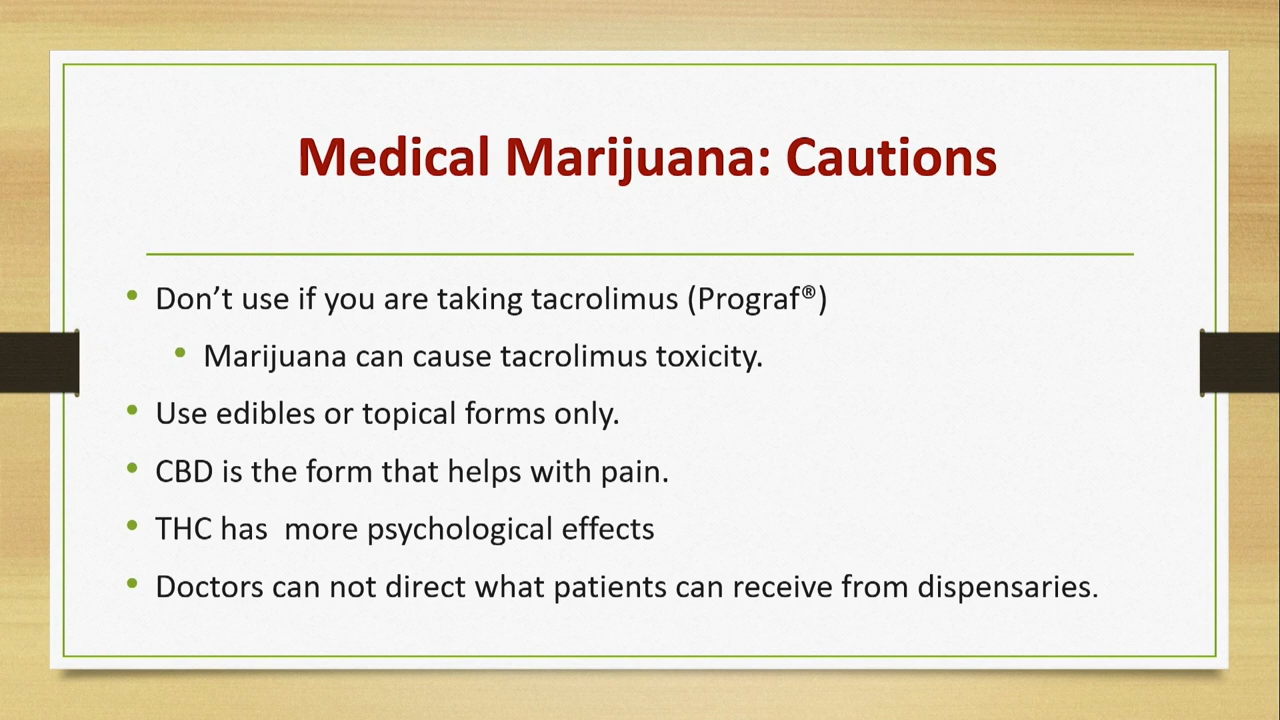 Medical Marijuana: Cautions
• Don’t use if you are taking tacrolimus (Prograf®)
• Marijuana can cause tacrolimus toxicity.
• Use edibles or topical forms only.
• CBD is the form that helps with pain.
• THC has  more psychological effects
• Doctors can not direct what patients can receive from dispensaries.